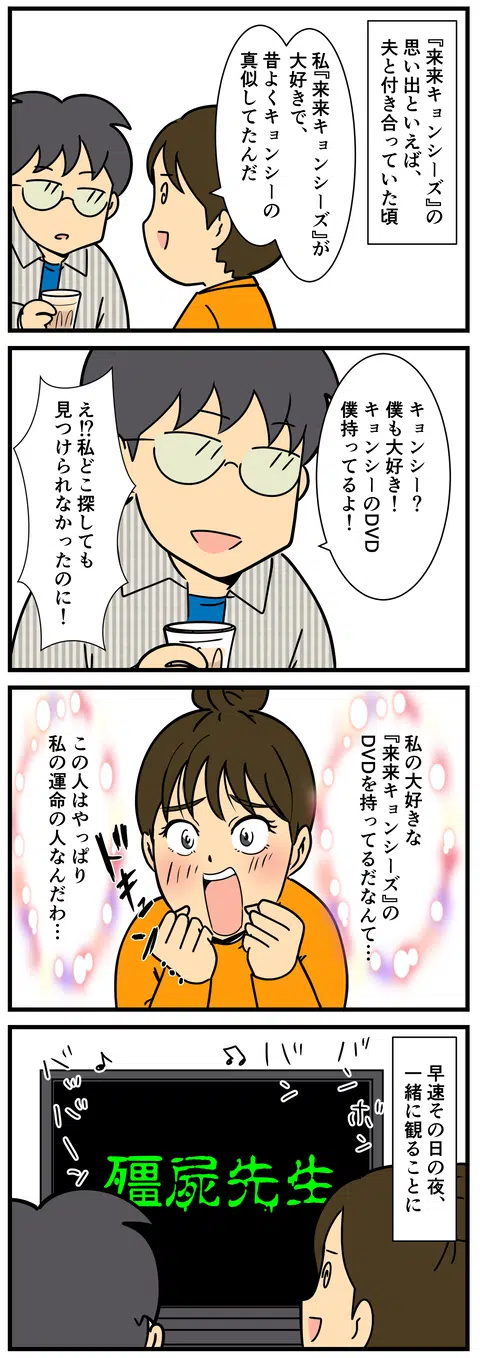 『来来キョンシーズ』の
思い出といえば、
夫と付き合っていた頃
私『来来キョンシーズ』が
大好きで、
昔よくキョンシーの
真似してたんだ
キョンシー？
僕も大好き！
キョンシーのDVD
僕持ってるよ！
え!?私どこ探しても
見つけられなかったのに！
私の大好きな
『来来キョンシーズ』の
DVDを持ってるだなんて…
この人はやっぱり
私の運命の人なんだわ…
ドキューン…
早速その日の夜、
一緒に観ることに
バンボン
バン
バババーン
殭屍先生